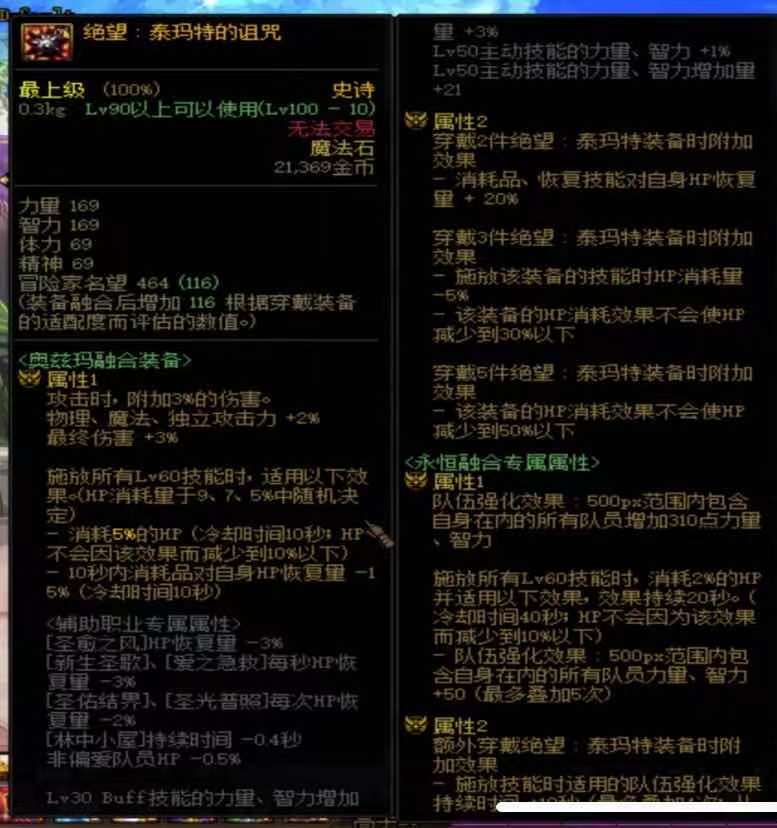 绝望：泰玛特的诅咒
最上级 (100%)
史诗
0.3kg Lv90以上可以使用(Lv100 - 10)
无法交易
魔法石
21,369金币
力量 169
智力 169
体力 69
精神 69
冒险家名望 464 (116)
(装备融合后增加 116 根据穿戴装备
的适配度而评估的数值。)
<奥兹玛融合装备>
属性1
攻击时，附加3%的伤害。
物理、魔法、独立攻击力 +2%
最终伤害 +3%
施放所有Lv60技能时，适用以下效
果。(HP消耗量于9、7、5%中随机决
定)
- 消耗5%的HP (冷却时间10秒；HP
不会因该效果而减少到10%以下)
- 10秒内消耗品对自身HP恢复量 -1
5% (冷却时间10秒)
<辅助职业专属属性>
[圣愈之风]HP恢复量 -3%
[新生圣歌]、[爱之急救]每秒HP恢
复量 -3%
[圣佑结界]、[圣光普照]每次HP恢
复量 -2%
[林中小屋]持续时间 -0.4秒
非偏爱队员HP -0.5%
Lv30 Buff技能的力量、智力增加
量 +3%
Lv50主动技能的力量、智力 +1%
Lv50主动技能的力量、智力增加量
+21
属性2
穿戴2件绝望：泰玛特装备时附加
效果
- 消耗品、恢复技能对自身HP恢复
量 + 20%
穿戴3件绝望：泰玛特装备时附加
效果
- 施放该装备的技能时HP消耗量
-5%
- 该装备的HP消耗效果不会使HP
减少到30%以下
穿戴5件绝望：泰玛特装备时附加
效果
- 该装备的HP消耗效果不会使HP
减少到50%以下
<永恒融合专属属性>
属性1
队伍强化效果：500px范围内包含
自身在内的所有队员增加310点力量
、智力
施放所有Lv60技能时，消耗2%的HP
并适用以下效果，效果持续20秒。(
冷却时间40秒；HP不会因为该效果
而减少到10%以下)
- 队伍强化效果：500px范围内包
含自身在内的所有队员力量、智力
+50 (最多叠加5次)
属性2
额外穿戴绝望：泰玛特装备时附
加效果
- 施放技能时适用的队伍强化效果
持续时